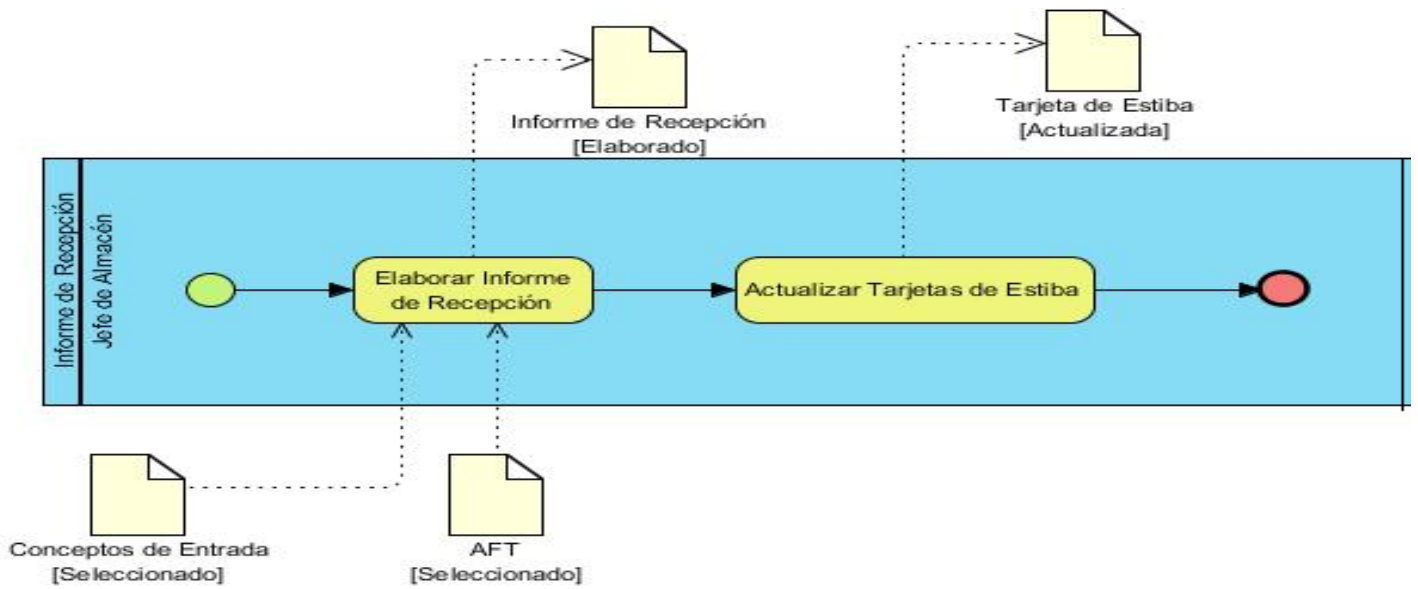 Informe de Recepción
[Elaborado]
Tarjeta de Estiba
[Actualizada]
Informe de Recepción
Jefe de Almacén
Elaborar Informe
de Recepción
Actualizar Tarjetas de Estiba
Conceptos de Entrada
[Seleccionado]
AFT
[Seleccionado]